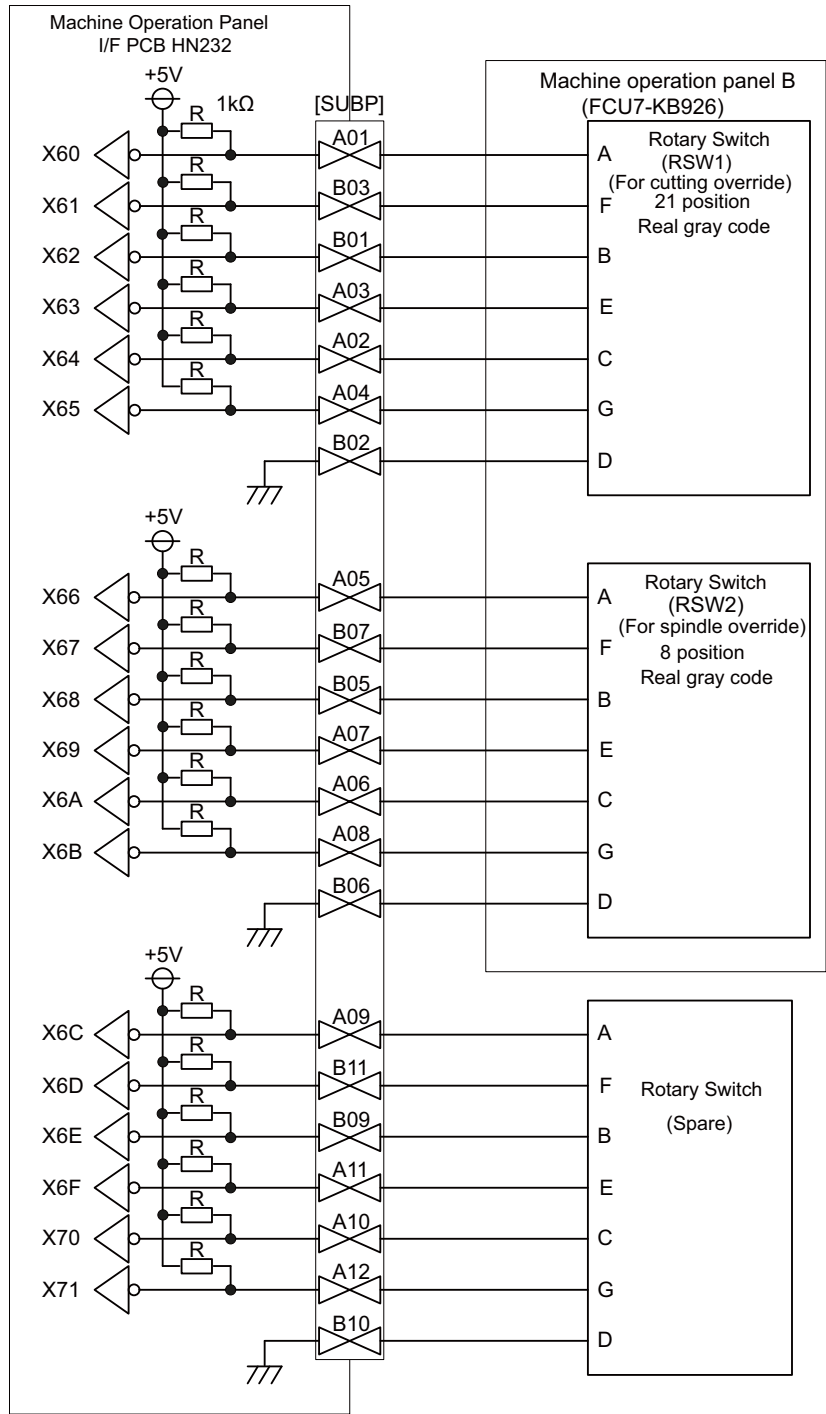 Machine Operation Panel
I/F PCB HN232
+5V
R
1kΩ
[SUBP]
Machine operation panel B
(FCU7-KB926)
X60
A01
A
Rotary Switch
(RSW1)
(For cutting override)
21 position
Real gray code
R
X61
B03
F
R
X62
B01
B
R
X63
A03
E
R
X64
A02
C
R
X65
A04
G
B02
D
+5V
R
X66
A05
A
Rotary Switch
(RSW2)
(For spindle override)
8 position
Real gray code
R
X67
B07
F
R
X68
B05
B
R
X69
A07
E
R
X6A
A06
C
R
X6B
A08
G
B06
D
+5V
R
X6C
A09
A
R
X6D
B11
F
Rotary Switch
(Spare)
R
X6E
B09
B
R
X6F
A11
E
R
X70
A10
C
R
X71
A12
G
B10
D